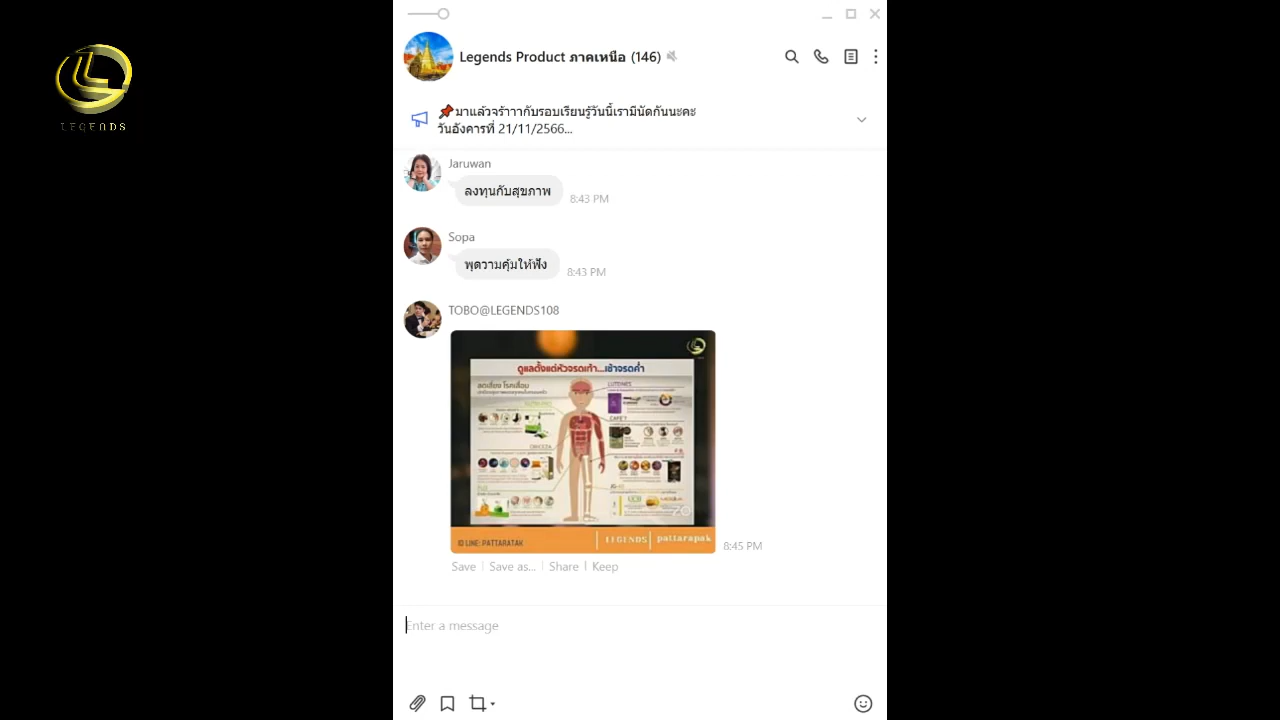 LEGENDS
Legends Product ภาคเหนือ (146)
📌มาแล้วจร้าาากับรอบเรียนรู้วันนี้เรามีนัดกันนะคะ
วันอังคารที่ 21/11/2566...
Jaruwan
ลงทุนกับสุขภาพ
8:43 PM
Sopa
พูดวามคุ้มให้ฟัง
8:43 PM
TOBO@LEGENDS108
ดูแลตั้งแต่หัวจรดเท้า...เช้าจรดค่ำ
ลดเสี่ยง โรคเสื่อม
ID LINE: PATTARATAK
LEGENDS
pattarapak
8:45 PM
Save
Save as...
Share
Keep
Enter a message